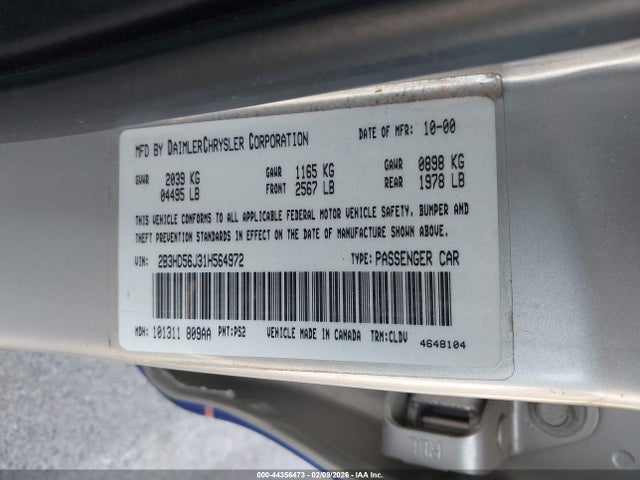 MFD BY DAIMLERCHRYSLER CORPORATION DATE OF MFR: 10-00
GVWR 2039 KG GAWR 1165 KG GAWR 0898 KG
04495 LB FRONT 2567 LB REAR 1978 LB
THIS VEHICLE CONFORMS TO ALL APPLICABLE FEDERAL MOTOR VEHICLE SAFETY, BUMPER AND
THEFT PREVENTION STANDARDS IN EFFECT ON THE DATE OF MANUFACTURE SHOWN ABOVE.
VIN: 2B3HD56J31H564972 TYPE: PASSENGER CAR
MDH: 101311 809AA PNT: PS2 VEHICLE MADE IN CANADA TRM: CLDV
4648104
000-44356473 - 02/09/2026 - IAA Inc.